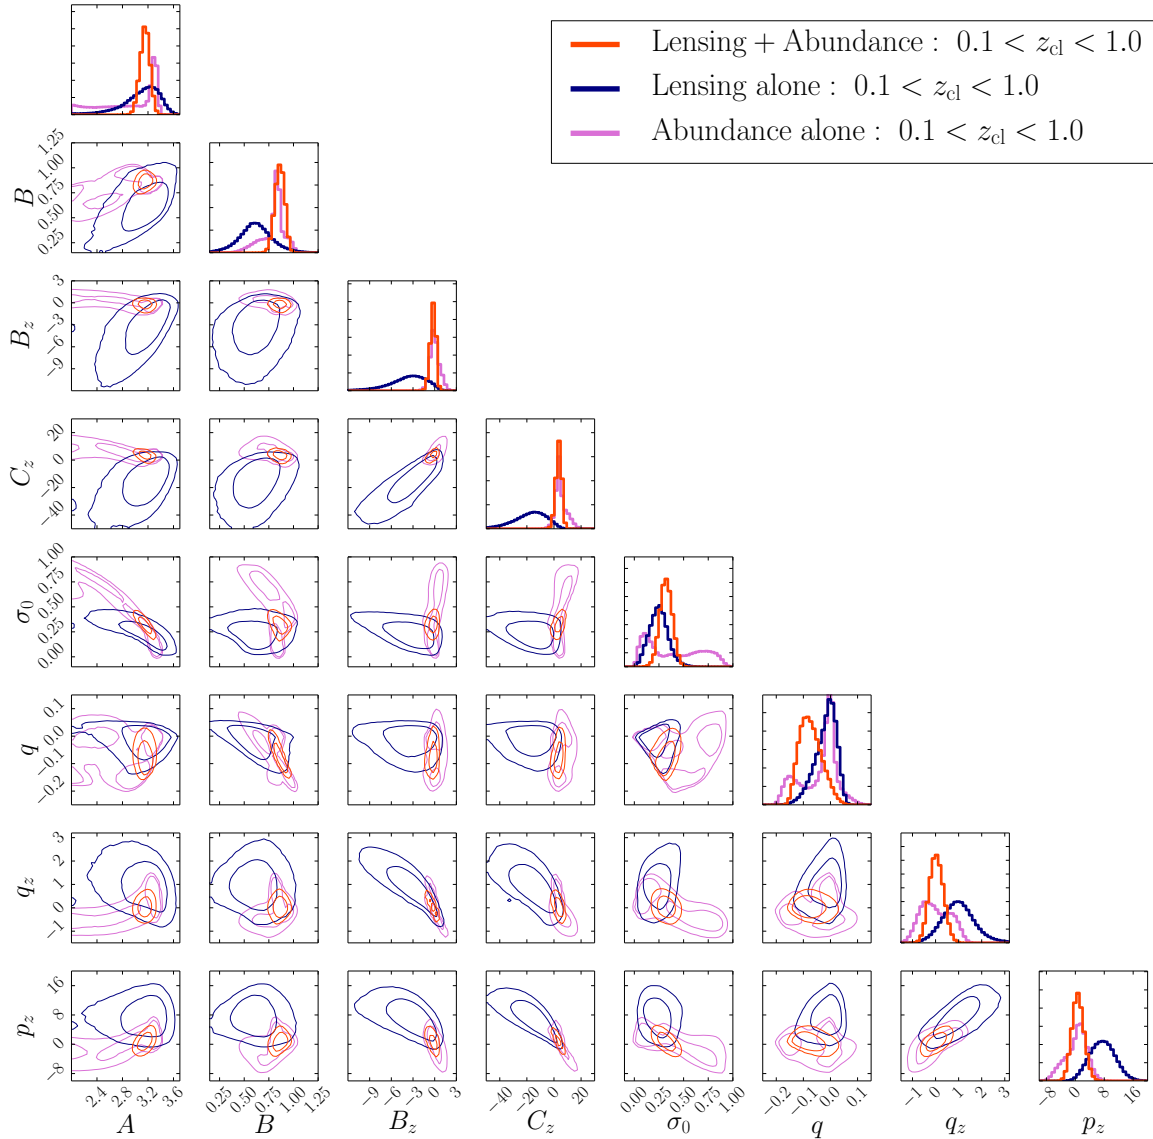 Lensing + Abundance : 0.1 < z_cl < 1.0
Lensing alone : 0.1 < z_cl < 1.0
Abundance alone : 0.1 < z_cl < 1.0
B
1.25
1.00
0.75
0.50
0.25
B_z
3
0
−3
−6
−9
C_z
20
0
−20
−40
σ_0
1.00
0.75
0.50
0.25
0.00
q
0.1
0.0
−0.1
−0.2
q_z
3
2
1
0
−1
p_z
16
8
0
−8
2.4 2.8 3.2 3.6
0.25 0.50 0.75 1.00 1.25
−9 −6 −3 0 3
−40 −20 0 20
0.00 0.25 0.50 0.75 1.00
−0.2 −0.1 0.0 0.1
−1 0 1 2 3
−8 0 8 16
A B B_z C_z σ_0 q q_z p_z